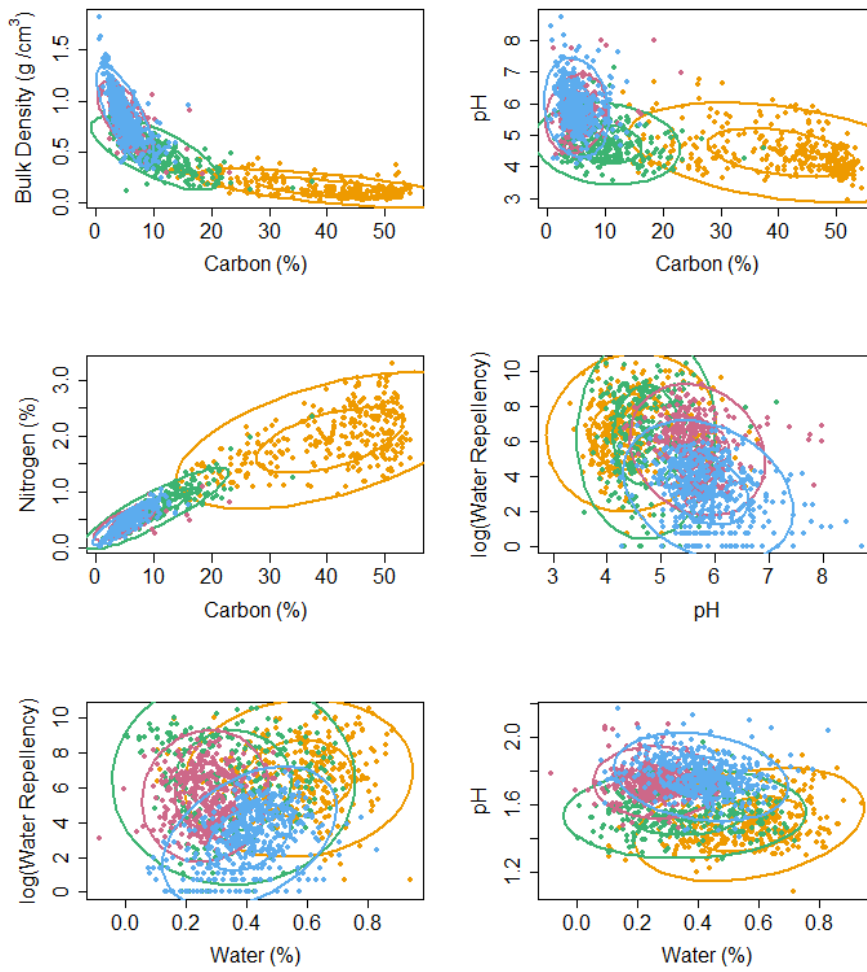 Bulk Density (g /cm³)
0.0 0.5 1.0 1.5
0 10 20 30 40 50
Carbon (%)
pH
3 4 5 6 7 8
0 10 20 30 40 50
Carbon (%)
Nitrogen (%)
0.0 1.0 2.0 3.0
0 10 20 30 40 50
Carbon (%)
log(Water Repellency)
0 2 4 6 8 10
3 4 5 6 7 8
pH
log(Water Repellency)
0 2 4 6 8 10
0.0 0.2 0.4 0.6 0.8
Water (%)
pH
1.2 1.6 2.0
0.0 0.2 0.4 0.6 0.8
Water (%)